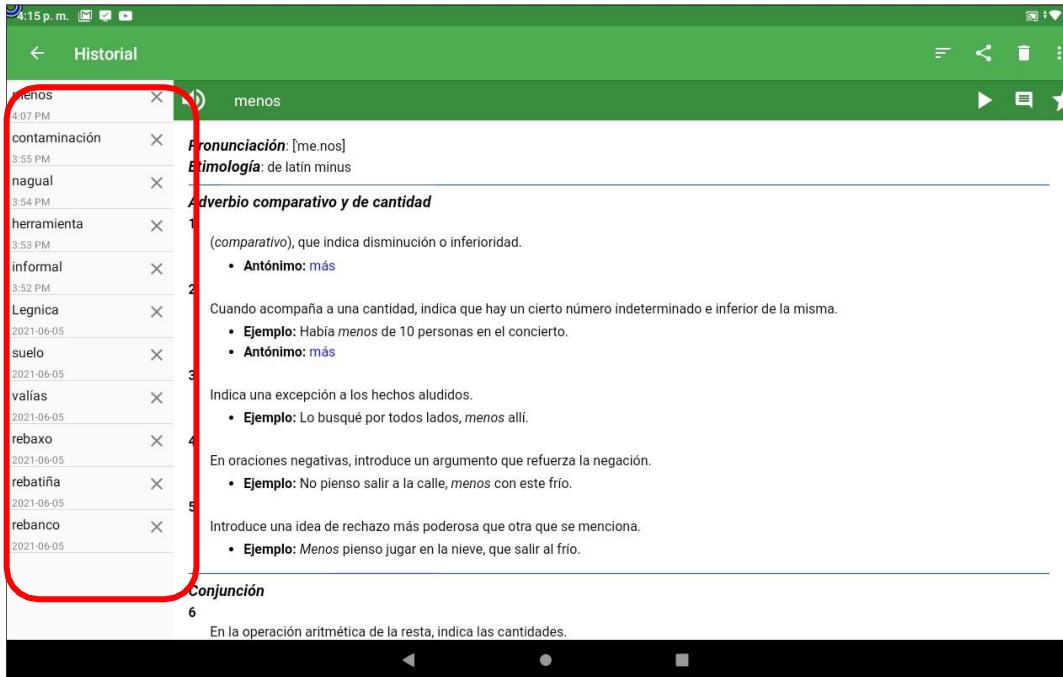 4:15 p. m.
Historial
menos
4:07 PM
contaminación
3:55 PM
nagual
3:54 PM
herramienta
3:53 PM
informal
3:52 PM
Legnica
2021-06-05
suelo
2021-06-05
valías
2021-06-05
rebaxo
2021-06-05
rebatiña
2021-06-05
rebanco
2021-06-05
menos
Pronunciación: [ˈme.nos]
Etimología: de latín minus
Adverbio comparativo y de cantidad
1
(comparativo), que indica disminución o inferioridad.
• Antónimo: más
2
Cuando acompaña a una cantidad, indica que hay un cierto número indeterminado e inferior de la misma.
• Ejemplo: Había menos de 10 personas en el concierto.
• Antónimo: más
3
Indica una excepción a los hechos aludidos.
• Ejemplo: Lo busqué por todos lados, menos allí.
4
En oraciones negativas, introduce un argumento que refuerza la negación.
• Ejemplo: No pienso salir a la calle, menos con este frío.
5
Introduce una idea de rechazo más poderosa que otra que se menciona.
• Ejemplo: Menos pienso jugar en la nieve, que salir al frío.
Conjunción
6
En la operación aritmética de la resta, indica las cantidades.